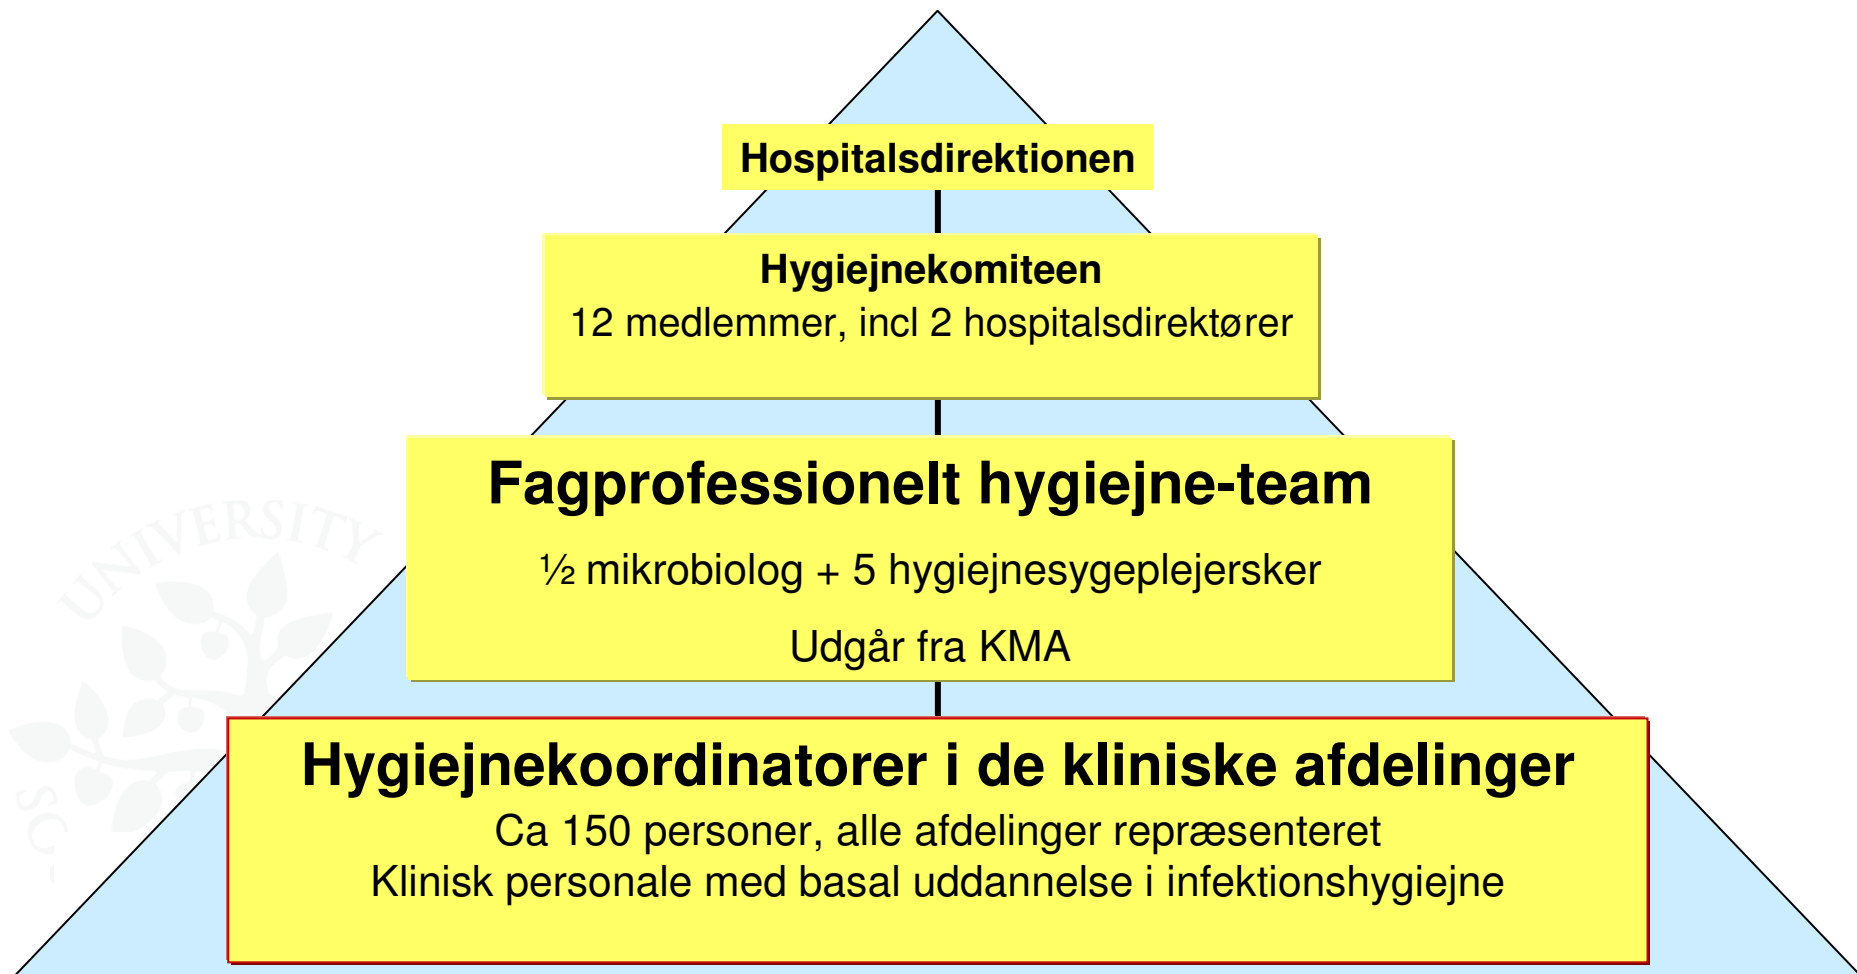 Hospitalsdirektionen
Hygiejnekomiteen
12 medlemmer, incl 2 hospitalsdirektører
Fagprofessionelt hygiejne-team
½ mikrobiolog + 5 hygiejnesygeplejersker
Udgår fra KMA
Hygiejnekoordinatorer i de kliniske afdelinger
Ca 150 personer, alle afdelinger repræsenteret
Klinisk personale med basal uddannelse i infektionshygiejne
UNIVERSITY